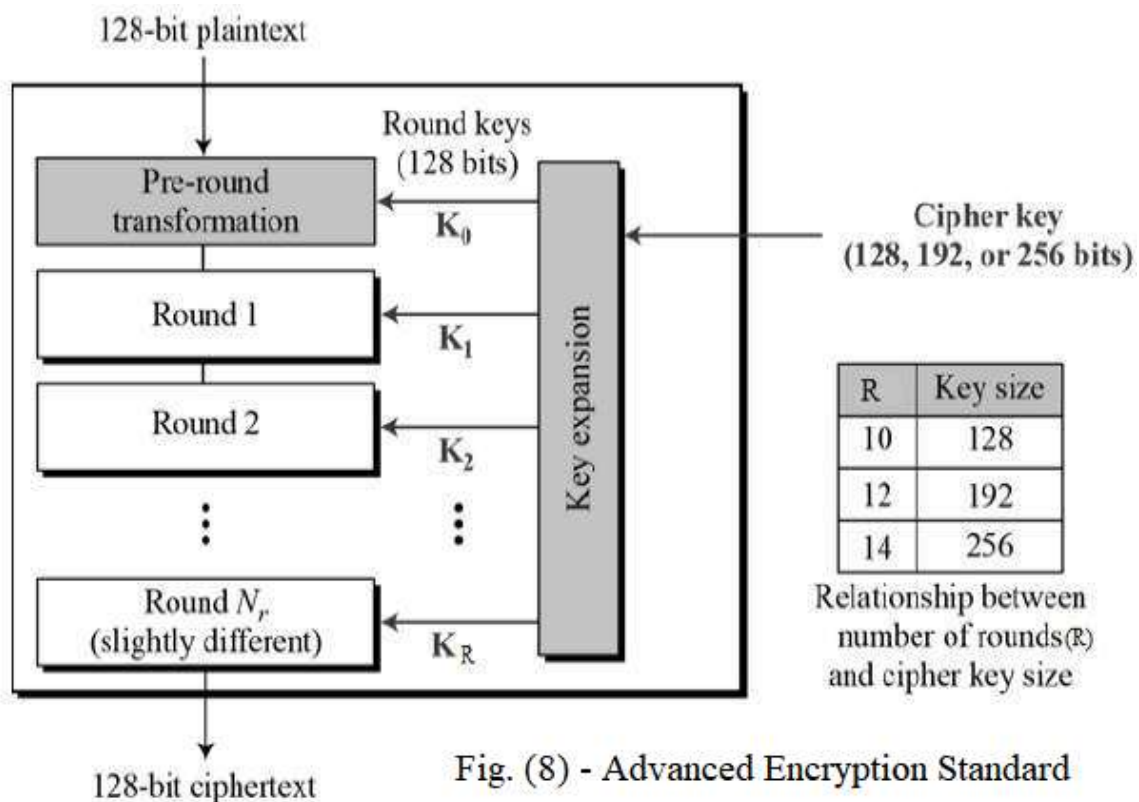 128-bit plaintext
Round keys
(128 bits)
Pre-round
transformation
K₀
Cipher key
(128, 192, or 256 bits)
Round 1
K₁
Round 2
K₂
Key expansion
Round Nᵣ
(slightly different)
K_R
R Key size
10 128
12 192
14 256
Relationship between
number of rounds(R)
and cipher key size
128-bit ciphertext
Fig. (8) - Advanced Encryption Standard